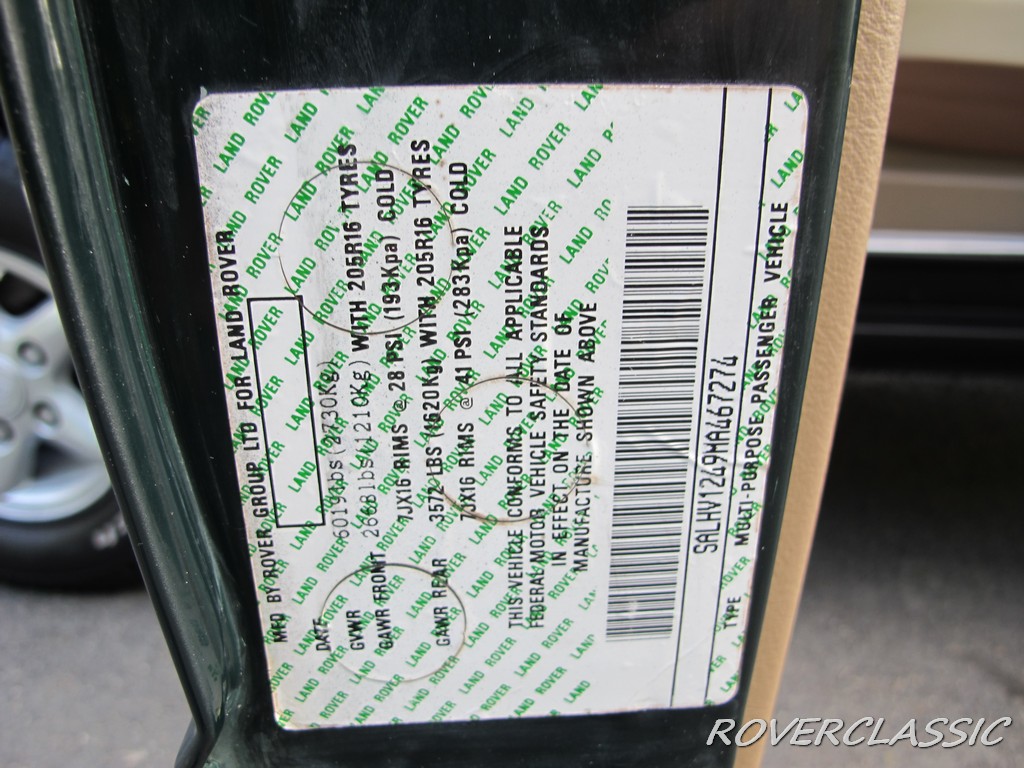 MFD BY ROVER GROUP LTD FOR LAND ROVER
DATE
GVWR 6019lbs(2730Kg) WITH 205R16 TYRES
GAWR FRONT 2668lbs(1210Kg)
7JX16 RIMS @ 28 PSI (193Kpa) COLD
GAWR REAR 3572LBS(1620Kg) WITH 205R16 TYRES
7JX16 RIMS @ 41 PSI (283Kpa) COLD
THIS VEHICLE CONFORMS TO ALL APPLICABLE
FEDERAL MOTOR VEHICLE SAFETY STANDARDS
IN EFFECT ON THE DATE OF
MANUFACTURE SHOWN ABOVE
SALHV1249MA467274
TYPE MULTI-PURPOSE PASSENGER VEHICLE
LAND ROVER
ROVERCLASSIC